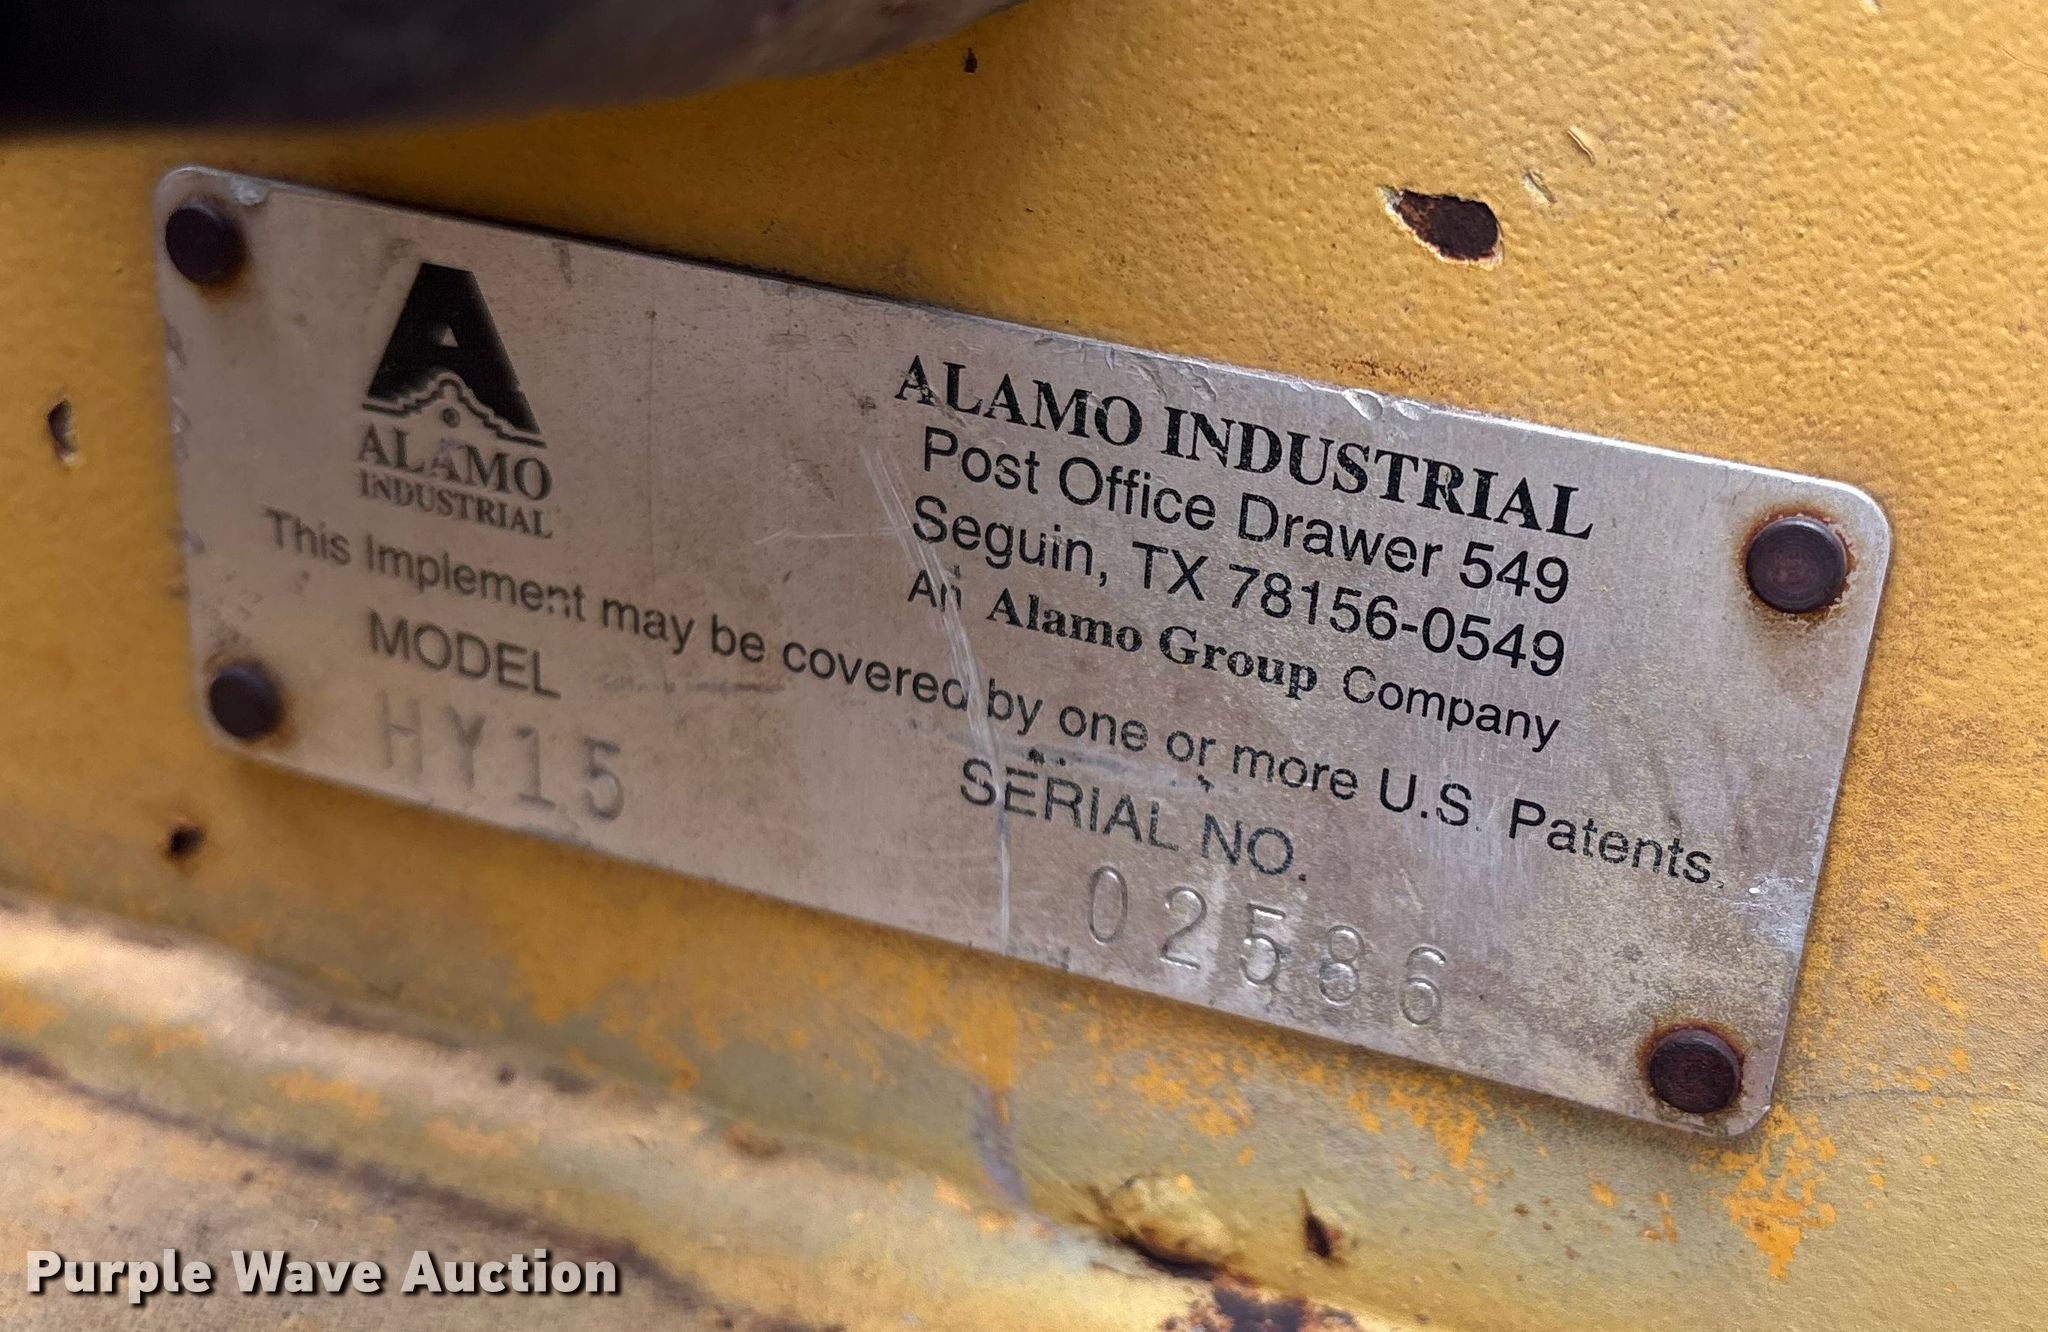 A
ALAMO
INDUSTRIAL
ALAMO INDUSTRIAL
Post Office Drawer 549
Seguin, TX 78156-0549
An Alamo Group Company
This Implement may be covered by one or more U.S. Patents.
MODEL
HY15
SERIAL NO.
02586
Purple Wave Auction